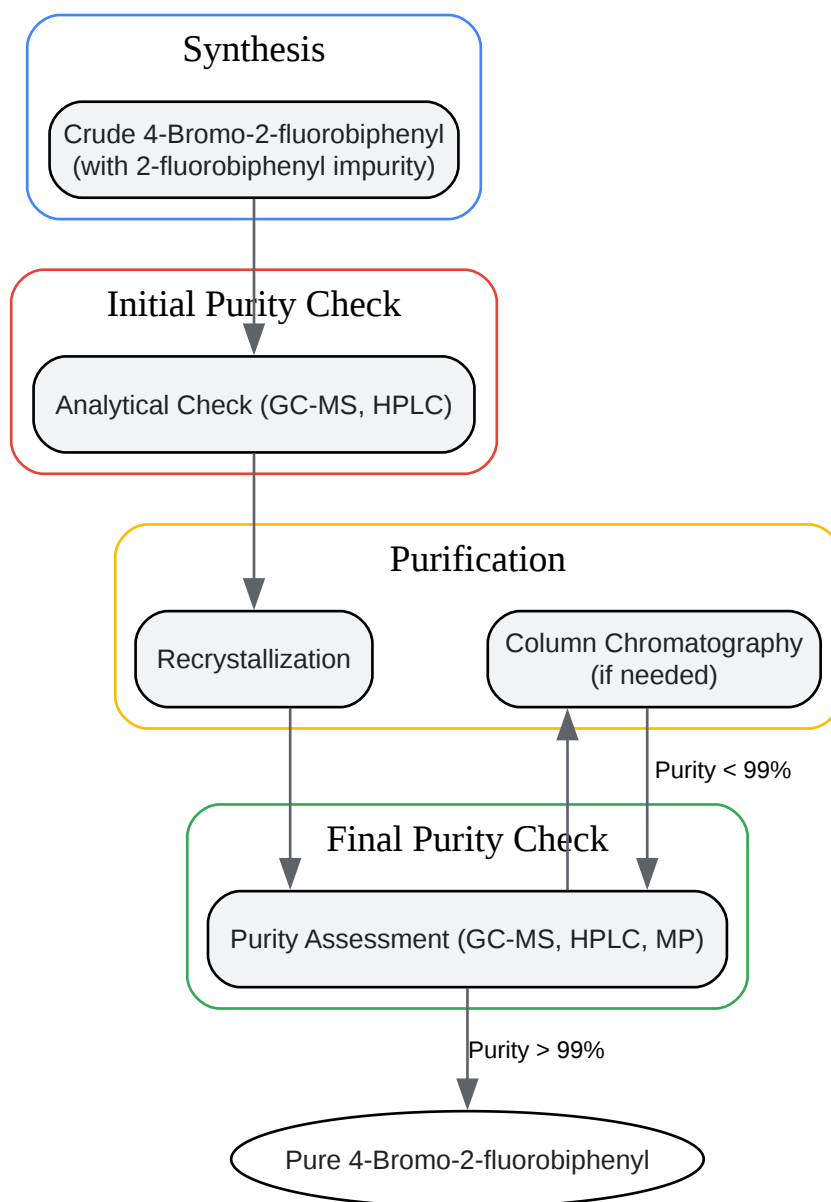 Synthesis
Crude 4-Bromo-2-fluorobiphenyl
(with 2-fluorobiphenyl impurity)
Initial Purity Check
Analytical Check (GC-MS, HPLC)
Purification
Recrystallization
Column Chromatography
(if needed)
Purity < 99%
Final Purity Check
Purity Assessment (GC-MS, HPLC, MP)
Purity > 99%
Pure 4-Bromo-2-fluorobiphenyl